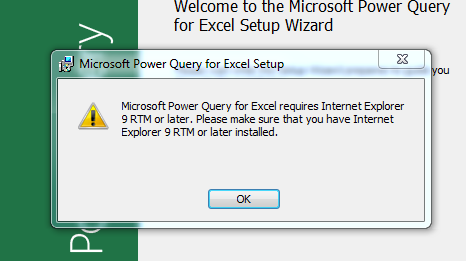 Welcome to the Microsoft Power Query
for Excel Setup Wizard
Microsoft Power Query for Excel Setup
you
Microsoft Power Query for Excel requires Internet Explorer
9 RTM or later. Please make sure that you have Internet
Explorer 9 RTM or later installed.
OK